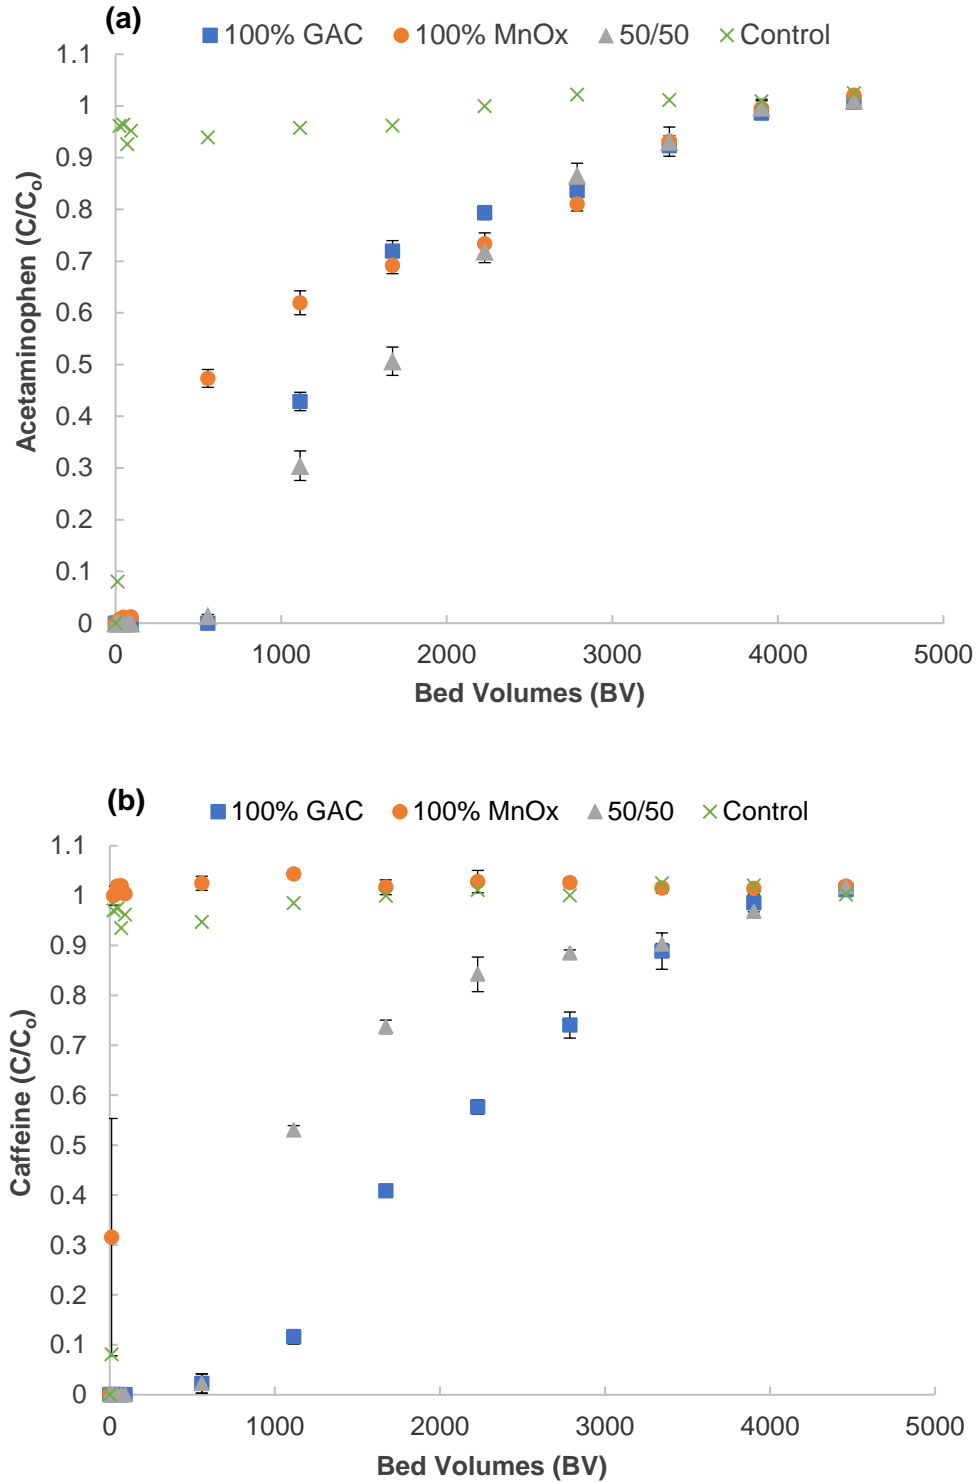 (a)
100% GAC 100% MnOx 50/50 Control
1.1
1
0.9
0.8
0.7
0.6
0.5
0.4
0.3
0.2
0.1
0
Acetaminophen (C/Co)
0 1000 2000 3000 4000 5000
Bed Volumes (BV)
(b)
100% GAC 100% MnOx 50/50 Control
1.1
1
0.9
0.8
0.7
0.6
0.5
0.4
0.3
0.2
0.1
0
Caffeine (C/Co)
0 1000 2000 3000 4000 5000
Bed Volumes (BV)